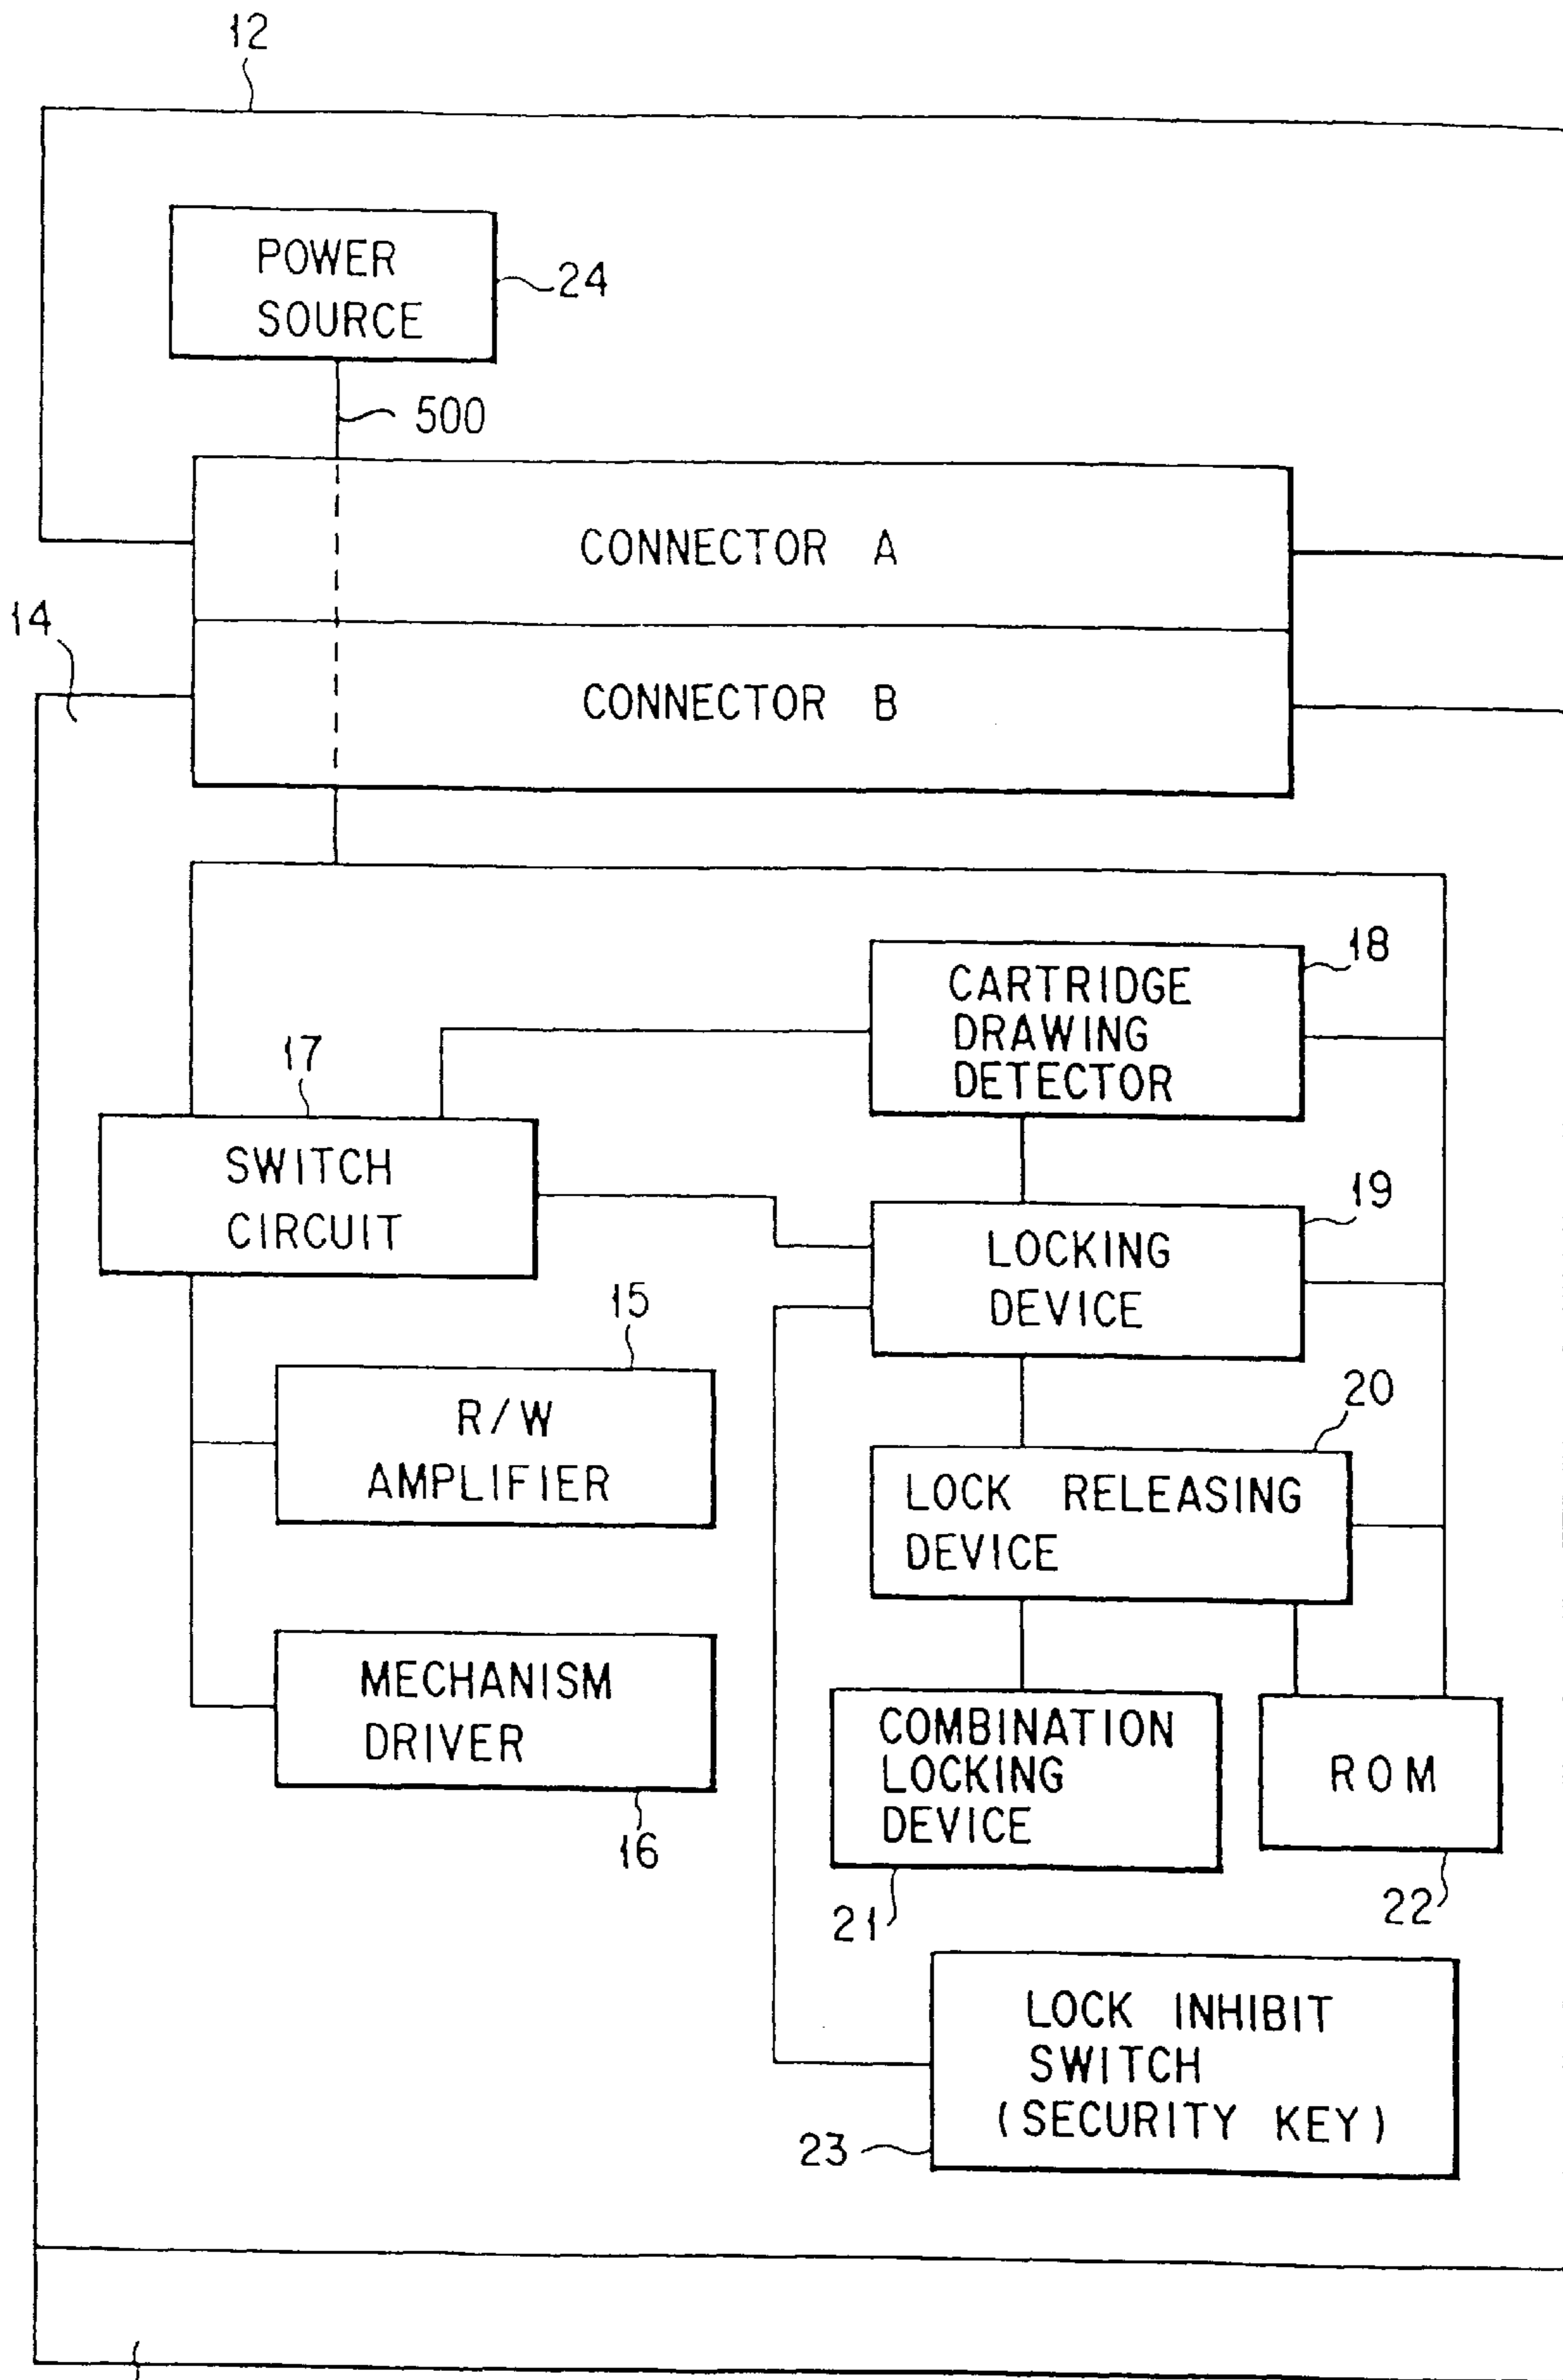 12
POWER
SOURCE
24
500
CONNECTOR A
14
CONNECTOR B
18
CARTRIDGE
DRAWING
DETECTOR
17
SWITCH
CIRCUIT
19
LOCKING
DEVICE
15
R/W
AMPLIFIER
20
LOCK RELEASING
DEVICE
MECHANISM
DRIVER
16
COMBINATION
LOCKING
DEVICE
21
ROM
22
LOCK INHIBIT
SWITCH
(SECURITY KEY)
23